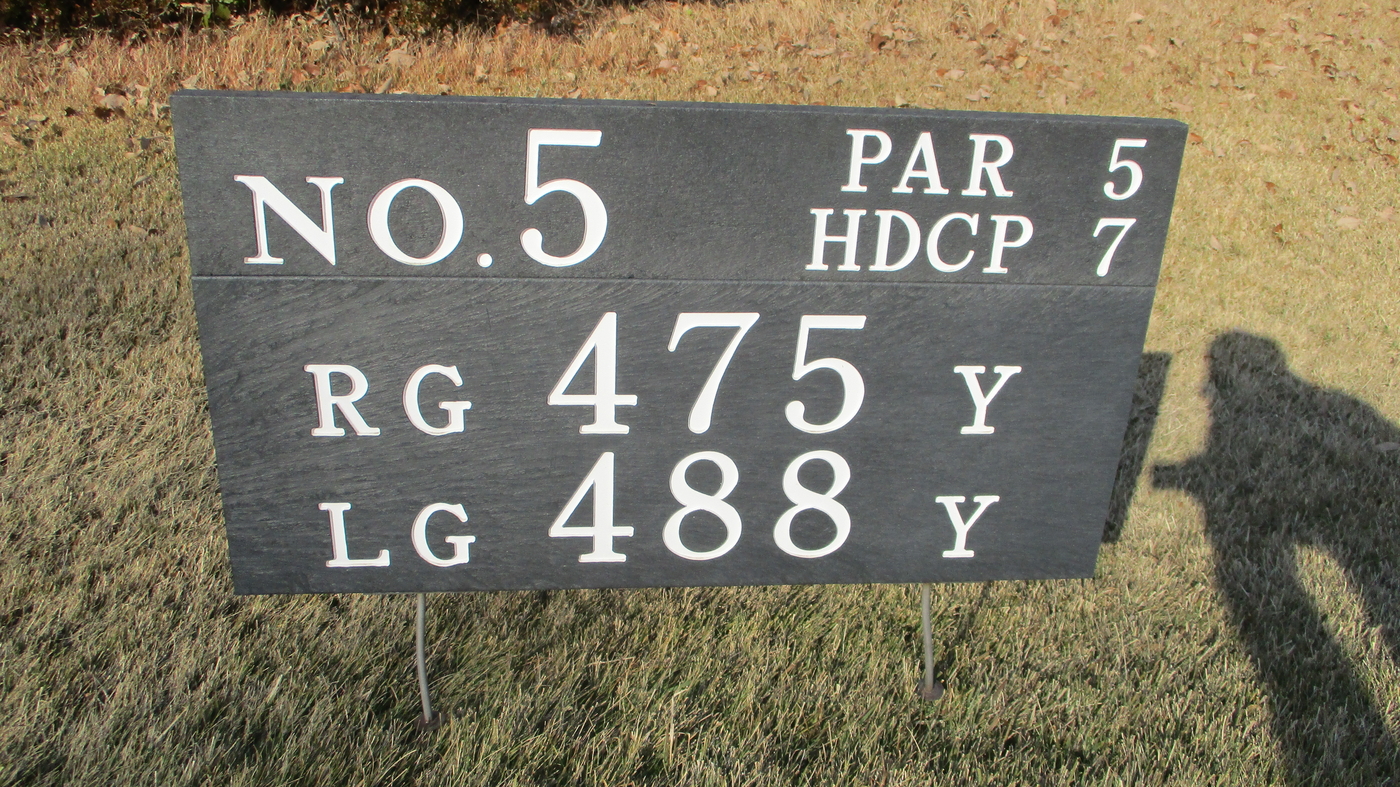 NO.5 PAR 5
HDCP 7
RG 475 Y
LG 488 Y